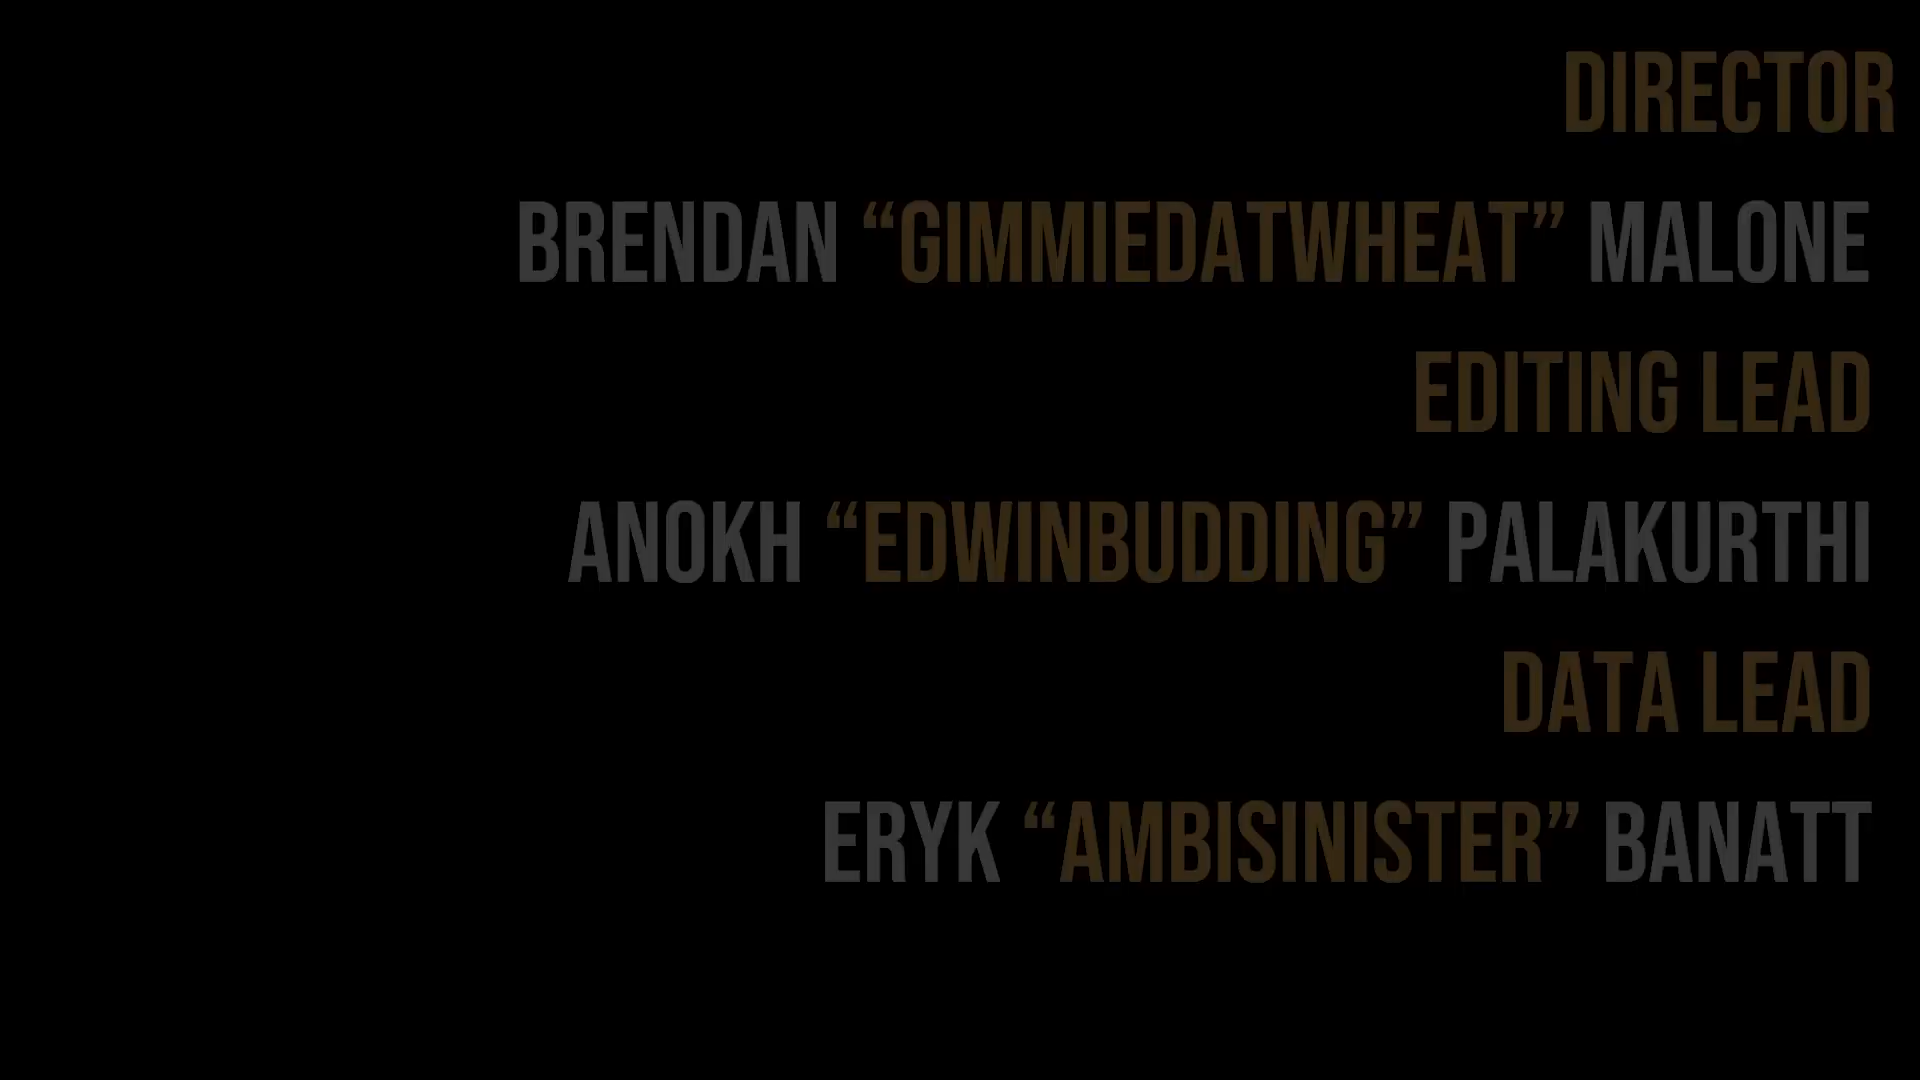 DIRECTOR
BRENDAN “GIMMIEDATWHEAT” MALONE
EDITING LEAD
ANOKH “EDWINBUDDING” PALAKURTHI
DATA LEAD
ERYK “AMBISINISTER” BANATT